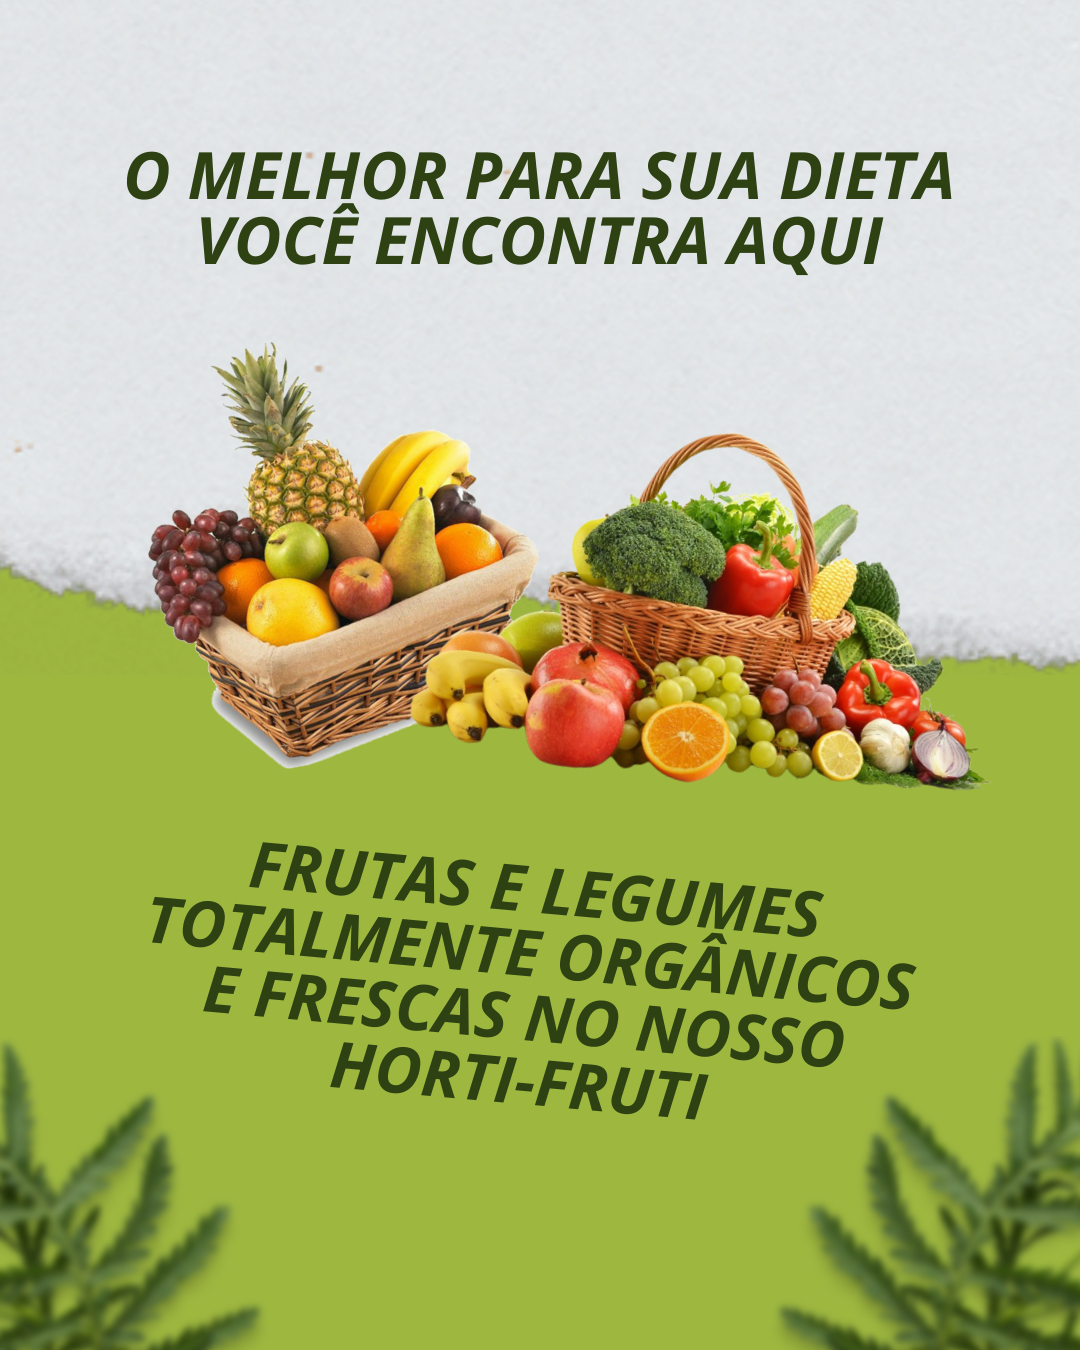 O MELHOR PARA SUA DIETA
VOCÊ ENCONTRA AQUI
FRUTAS E LEGUMES
TOTALMENTE ORGÂNICOS
E FRESCAS NO NOSSO
HORTI-FRUTI